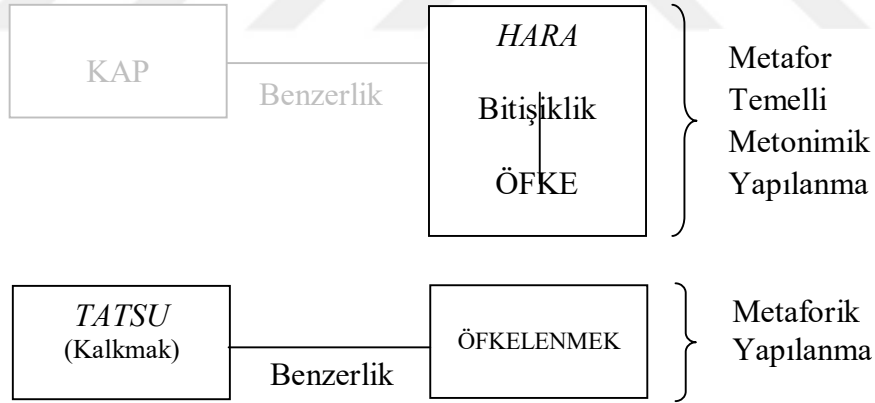 KAP
Benzerlik
HARA
Bitişiklik
ÖFKE
Metafor
Temelli
Metonimik
Yapılanma
TATSU
(Kalkmak)
Benzerlik
ÖFKELENMEK
Metaforik
Yapılanma